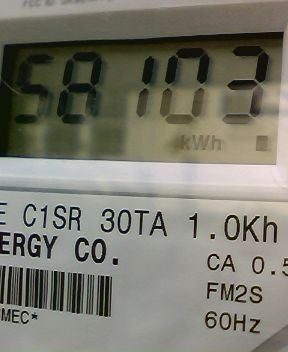 58103
kWh
E C1SR 30TA 1.0Kh
ERGY CO.
CA 0.5
FM2S
MEC*
60Hz